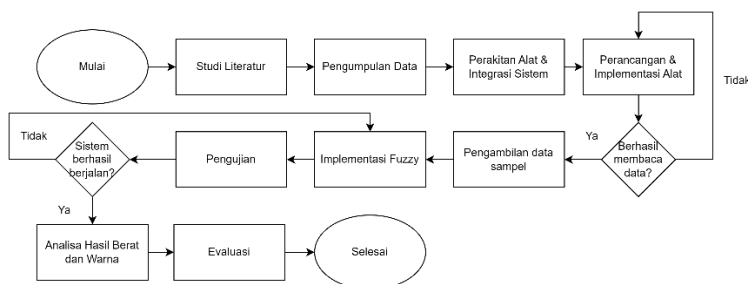 Mulai
Studi Literatur
Pengumpulan Data
Perakitan Alat &
Integrasi Sistem
Perancangan &
Implementasi Alat
Tidak
Berhasil
membaca
data?
Ya
Pengambilan data
sampel
Implementasi Fuzzy
Pengujian
Sistem
berhasil
berjalan?
Tidak
Ya
Analisa Hasil Berat
dan Warna
Evaluasi
Selesai